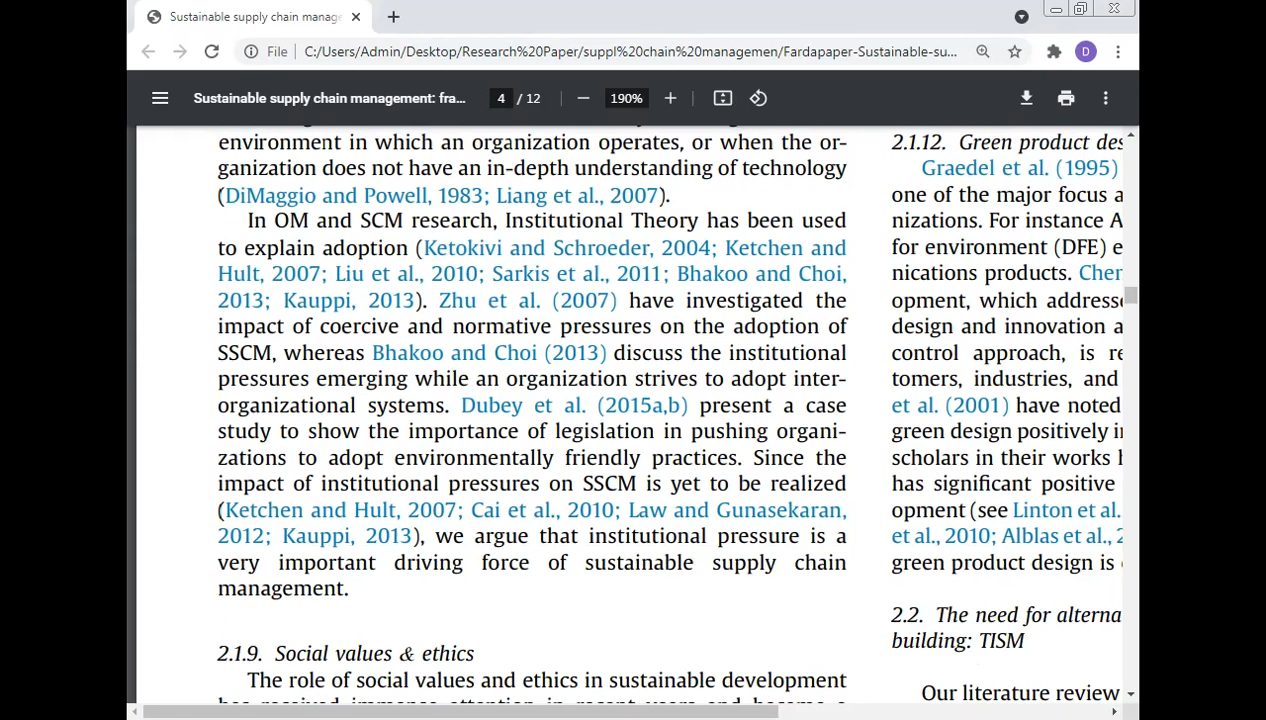 Sustainable supply chain manage
File
C:/Users/Admin/Desktop/Research%20Paper/suppl%20chain%20managemen/Fardapaper-Sustainable-su...
D
Sustainable supply chain management: fra...
4 / 12
190%
environment in which an organization operates, or when the or-
ganization does not have an in-depth understanding of technology
(DiMaggio and Powell, 1983; Liang et al., 2007).
In OM and SCM research, Institutional Theory has been used
to explain adoption (Ketokivi and Schroeder, 2004; Ketchen and
Hult, 2007; Liu et al., 2010; Sarkis et al., 2011; Bhakoo and Choi,
2013; Kauppi, 2013). Zhu et al. (2007) have investigated the
impact of coercive and normative pressures on the adoption of
SSCM, whereas Bhakoo and Choi (2013) discuss the institutional
pressures emerging while an organization strives to adopt inter-
organizational systems. Dubey et al. (2015a,b) present a case
study to show the importance of legislation in pushing organi-
zations to adopt environmentally friendly practices. Since the
impact of institutional pressures on SSCM is yet to be realized
(Ketchen and Hult, 2007; Cai et al., 2010; Law and Gunasekaran,
2012; Kauppi, 2013), we argue that institutional pressure is a
very important driving force of sustainable supply chain
management.
2.1.9. Social values & ethics
The role of social values and ethics in sustainable development
2.1.12. Green product des
Graedel et al. (1995)
one of the major focus a
nizations. For instance A
for environment (DFE) e
nications products. Cher
opment, which addresse
design and innovation a
control approach, is re
tomers, industries, and
et al. (2001) have noted
green design positively i
scholars in their works h
has significant positive
opment (see Linton et al.
et al., 2010; Alblas et al., 2
green product design is
2.2. The need for alterna
building: TISM
Our literature review